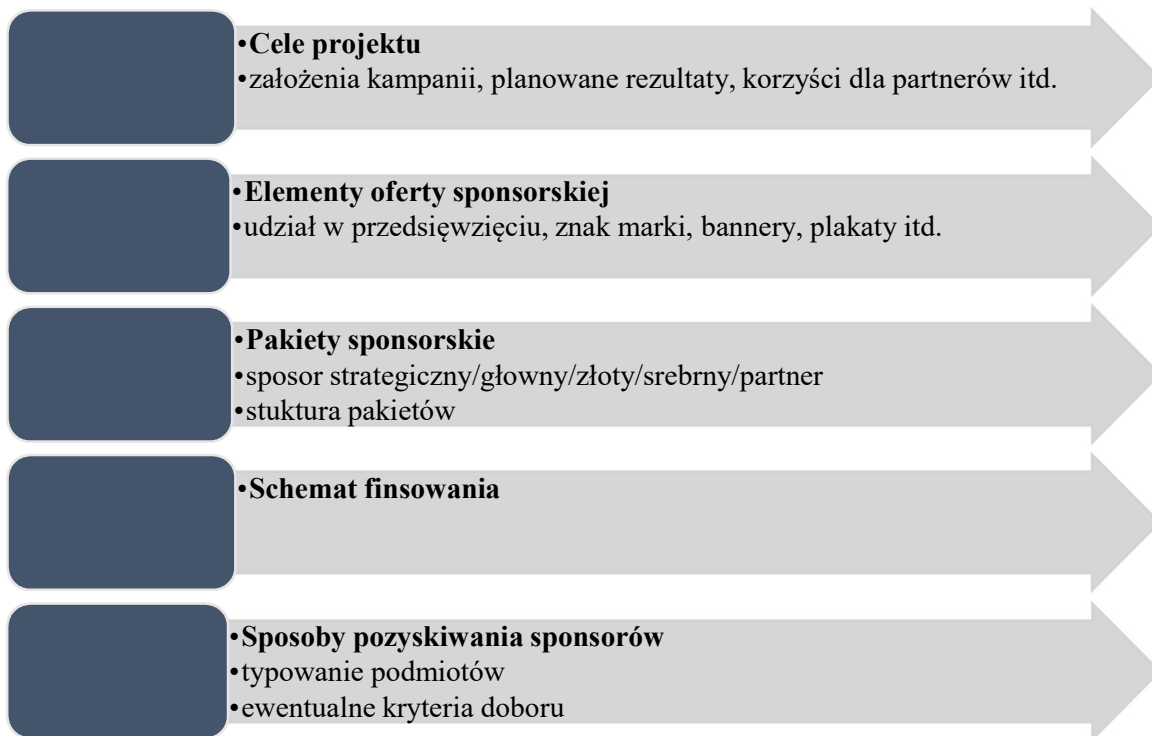 •Cele projektu
•założenia kampanii, planowane rezultaty, korzyści dla partnerów itd.
•Elementy oferty sponsorskiej
•udział w przedsięwzięciu, znak marki, bannery, plakaty itd.
•Pakiety sponsorskie
•sposor strategiczny/głowny/złoty/srebrny/partner
•stuktura pakietów
•Schemat finsowania
•Sposoby pozyskiwania sponsorów
•typowanie podmiotów
•ewentualne kryteria doboru